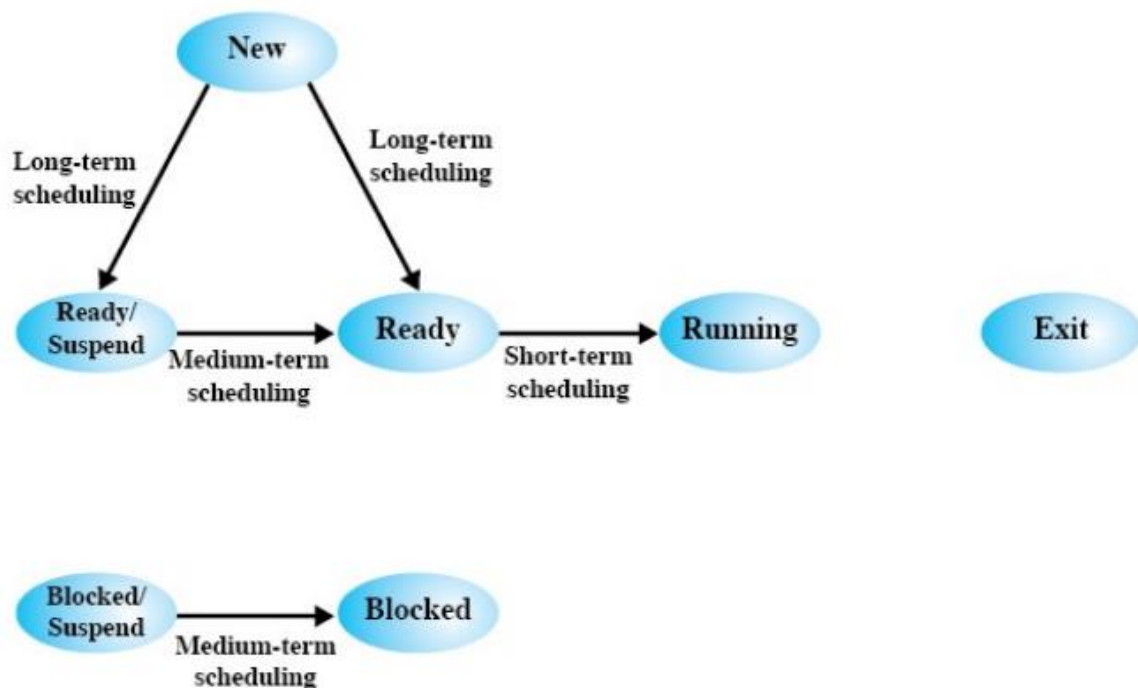 New
Long-term
scheduling
Long-term
scheduling
Ready/
Suspend
Medium-term
scheduling
Ready
Short-term
scheduling
Running
Exit
Blocked/
Suspend
Medium-term
scheduling
Blocked